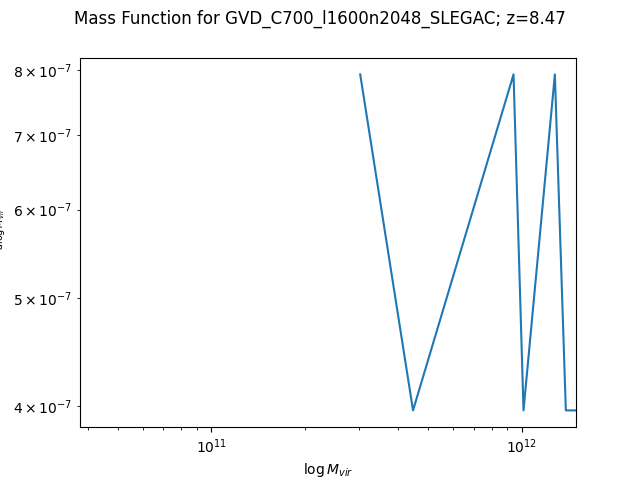 Mass Function for GVD_C700_l1600n2048_SLEGAC; z=8.47
8 × 10⁻⁷
7 × 10⁻⁷
6 × 10⁻⁷
5 × 10⁻⁷
4 × 10⁻⁷
10¹¹ 10¹²
log M_vir